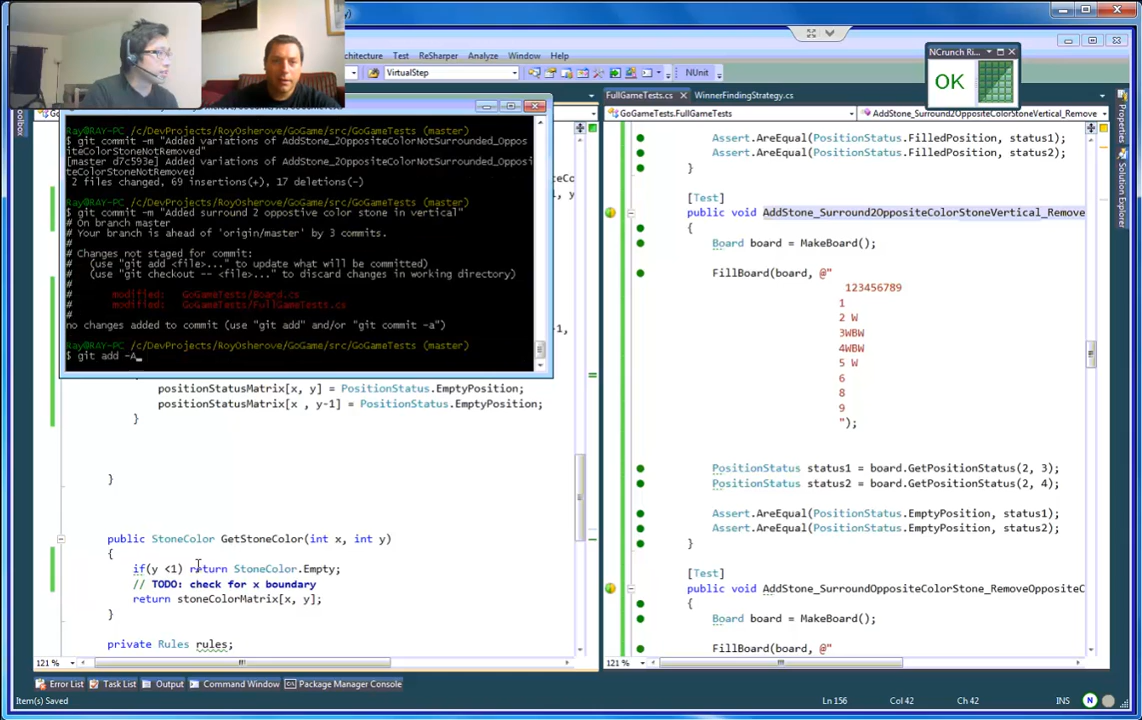 chitecture Test ReSharper Analyze Window Help
VirtualStep
NUnit
NCrunch Ri...
OK
FullGameTests.cs
WinnerFindingStrategy.cs
GoGameTests.FullGameTests
AddStone_Surround2OppositeColorStoneVertical_Remove
Toolbox
Properties
Solution Explorer
Ray@RAY-PC /c/DevProjects/RoyOsherove/GoGame/src/GoGameTests (master)
$ git commit -m "Added variations of AddStone_2OppositeColorNotSurrounded_Oppos
iteColorStoneNotRemoved"
[master d7c593e] Added variations of AddStone_2OppositeColorNotSurrounded_Opposi
teColorStoneNotRemoved
2 files changed, 69 insertions(+), 17 deletions(-)
Ray@RAY-PC /c/DevProjects/RoyOsherove/GoGame/src/GoGameTests (master)
$ git commit -m "Added surround 2 oppostive color stone in vertical"
# On branch master
# Your branch is ahead of 'origin/master' by 3 commits.
#
# Changes not staged for commit:
# (use "git add <file>..." to update what will be committed)
# (use "git checkout -- <file>..." to discard changes in working directory)
#
# modified: GoGameTests/Board.cs
# modified: GoGameTests/FullGameTests.cs
#
no changes added to commit (use "git add" and/or "git commit -a")
Ray@RAY-PC /c/DevProjects/RoyOsherove/GoGame/src/GoGameTests (master)
$ git add -A
positionStatusMatrix[x, y] = PositionStatus.EmptyPosition;
positionStatusMatrix[x , y-1] = PositionStatus.EmptyPosition;
}
}
public StoneColor GetStoneColor(int x, int y)
{
if(y <1) return StoneColor.Empty;
// TODO: check for x boundary
return stoneColorMatrix[x, y];
}
private Rules rules;
121 %
Assert.AreEqual(PositionStatus.FilledPosition, status1);
Assert.AreEqual(PositionStatus.FilledPosition, status2);
}
[Test]
public void AddStone_Surround2OppositeColorStoneVertical_Remove
{
Board board = MakeBoard();
FillBoard(board, @"
123456789
1
2 W
3WBW
4WBW
5 W
6
8
9
");
PositionStatus status1 = board.GetPositionStatus(2, 3);
PositionStatus status2 = board.GetPositionStatus(2, 4);
Assert.AreEqual(PositionStatus.EmptyPosition, status1);
Assert.AreEqual(PositionStatus.EmptyPosition, status2);
}
[Test]
public void AddStone_SurroundOppositeColorStone_RemoveOppositeC
{
Board board = MakeBoard();
FillBoard(board, @"
121 %
Error List Task List Output Command Window Package Manager Console
Item(s) Saved Ln 156 Col 42 Ch 42 INS N